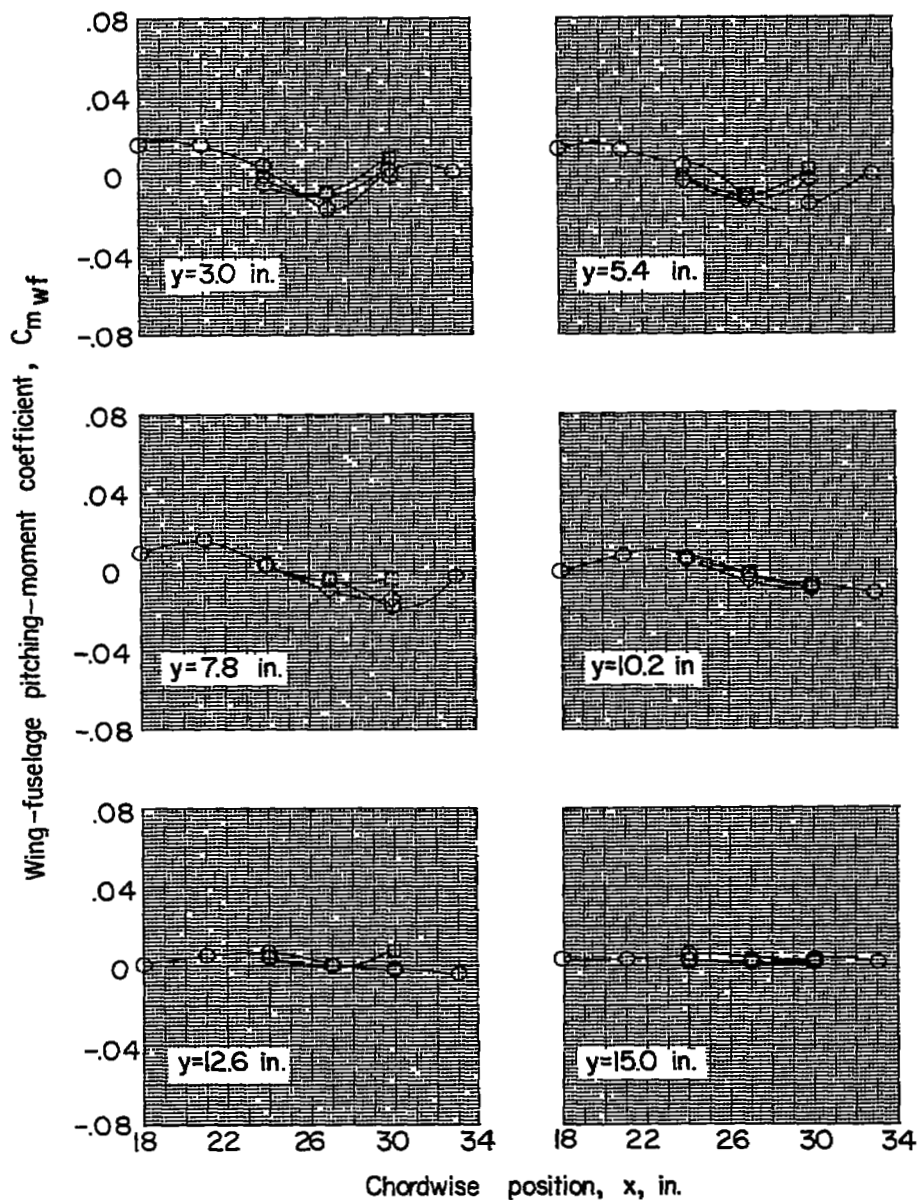 Wing-fuselage pitching-moment coefficient, Cm wf
.08
.04
0
-.04
-.08
y=3.0 in.
y=5.4 in.
.08
.04
0
-.04
-.08
y=7.8 in.
y=10.2 in
.08
.04
0
-.04
-.08
y=12.6 in.
y=15.0 in.
18 22 26 30 34 18 22 26 30 34
Chordwise position, x, in.